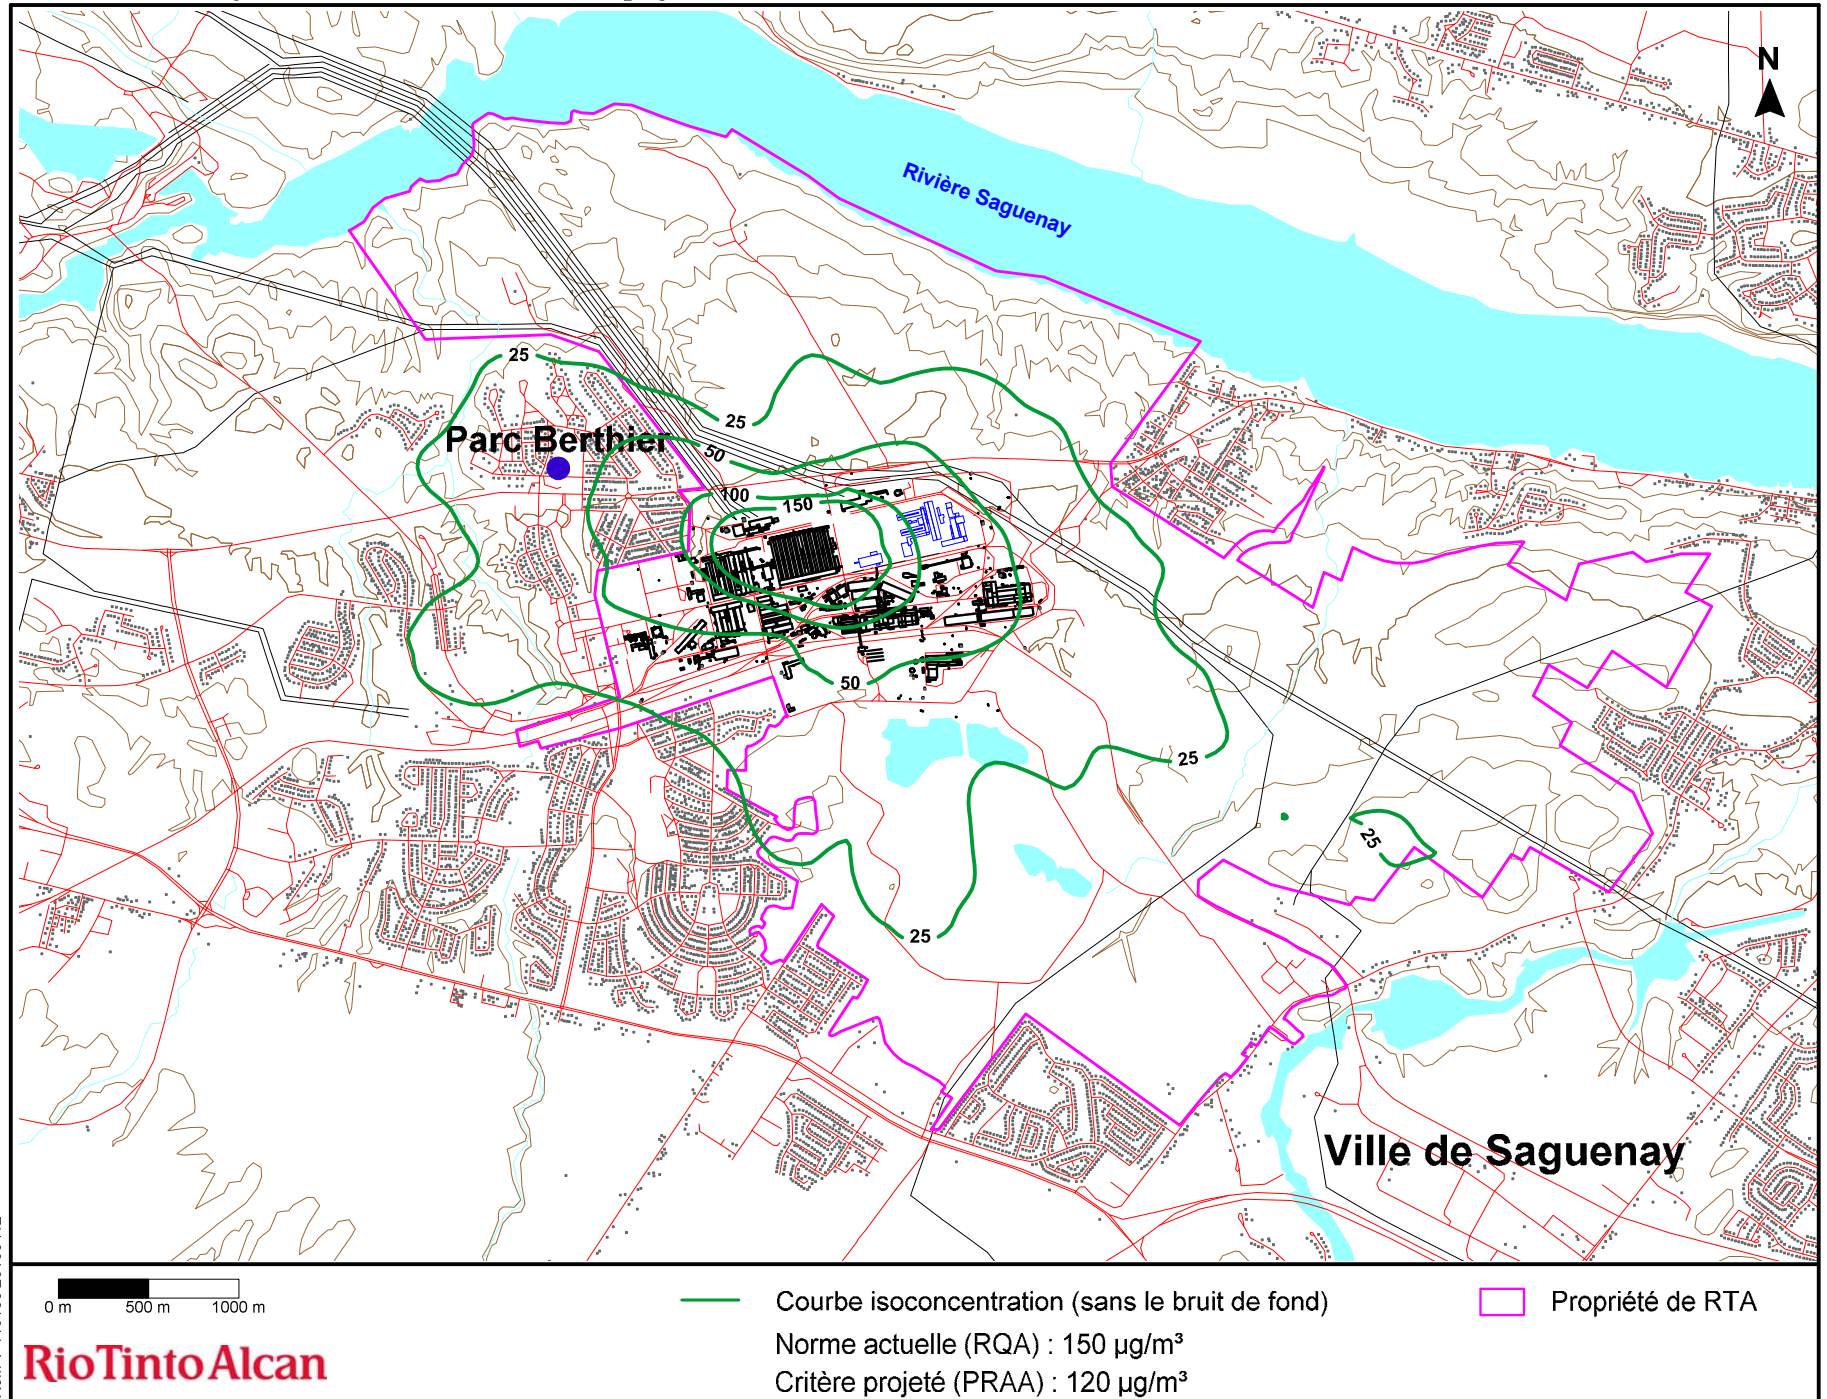 N
Rivière Saguenay
25
25
Parc Berthier
50
100
150
50
25
25
25
Ville de Saguenay
0 m 500 m 1000 m
Courbe isoconcentration (sans le bruit de fond)
Propriété de RTA
Norme actuelle (RQA) : 150 µg/m³
RioTinto Alcan
Critère projeté (PRAA) : 120 µg/m³